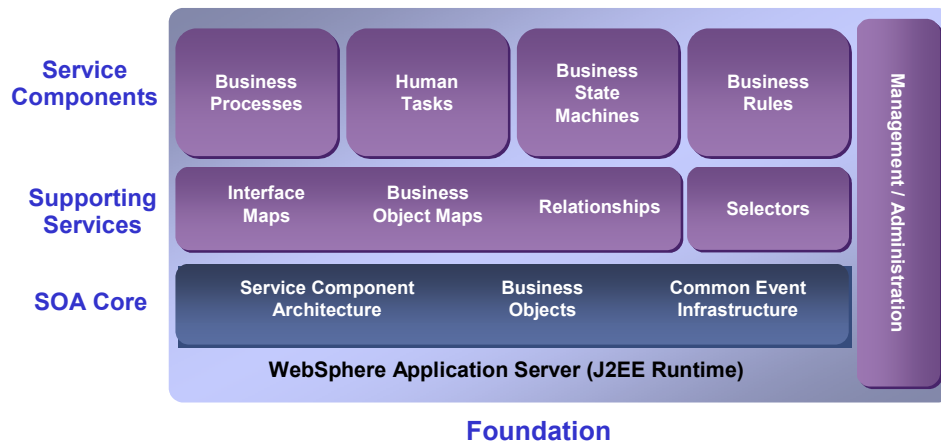 Service
Components
Business
Processes
Human
Tasks
Business
State
Machines
Business
Rules
Management / Administration
Supporting
Services
Interface
Maps
Business
Object Maps
Relationships
Selectors
SOA Core
Service Component
Architecture
Business
Objects
Common Event
Infrastructure
WebSphere Application Server (J2EE Runtime)
Foundation